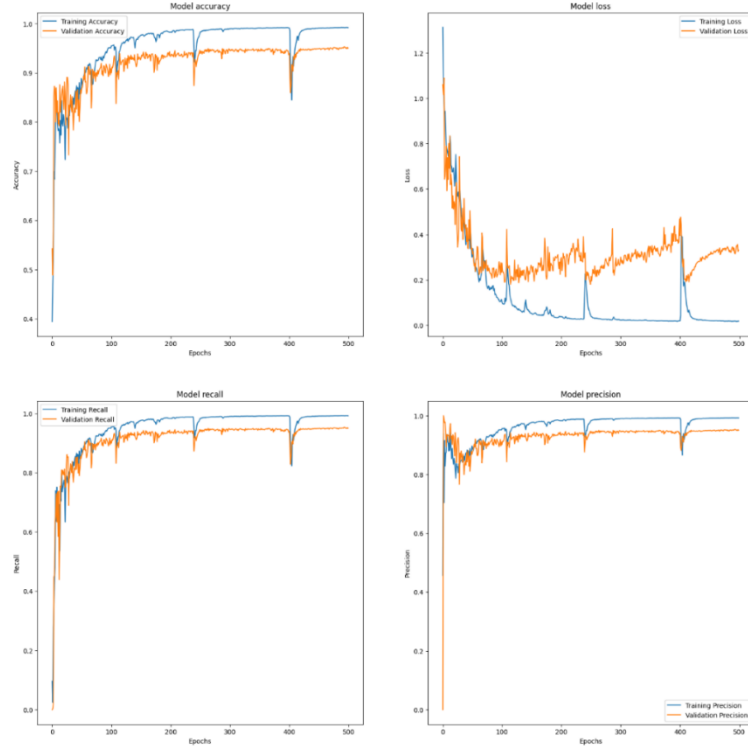 Model accuracy
Training Accuracy
Validation Accuracy
1.0
0.9
0.8
0.7
0.6
0.5
0.4
Accuracy
0
100
200
300
400
500
Epochs
Model loss
Training Loss
Validation Loss
1.2
1.0
0.8
0.6
0.4
0.2
0.0
Loss
0
100
200
300
400
500
Epochs
Model recall
Training Recall
Validation Recall
1.0
0.8
0.6
0.4
0.2
0.0
Recall
0
100
200
300
400
500
Epochs
Model precision
1.0
0.8
0.6
0.4
0.2
0.0
Precision
Training Precision
Validation Precision
0
100
200
300
400
500
Epochs